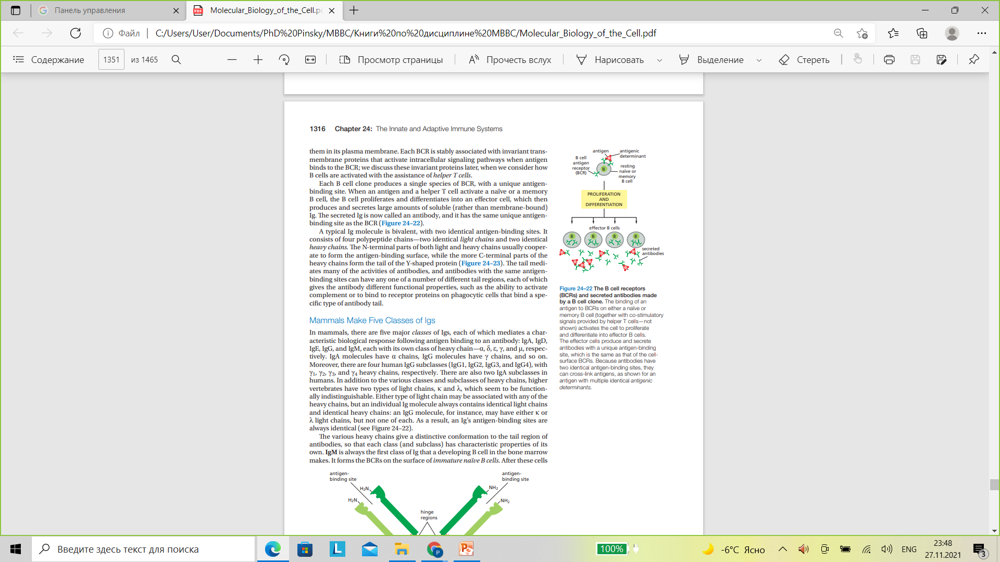 Панель управления
Molecular_Biology_of_the_Cell.p
Файл
C:/Users/User/Documents/PhD%20Pinsky/MBBC/Книги%20по%20дисциплине%20MBBC/Molecular_Biology_of_the_Cell.pdf
Содержание
1351 из 1465
Просмотр страницы
Прочесть вслух
Нарисовать
Выделение
Стереть
1316 Chapter 24: The Innate and Adaptive Immune Systems
them in its plasma membrane. Each BCR is stably associated with invariant trans-
membrane proteins that activate intracellular signaling pathways when antigen
binds to the BCR; we discuss these invariant proteins later, when we consider how
B cells are activated with the assistance of helper T cells.
Each B cell clone produces a single species of BCR, with a unique antigen-
binding site. When an antigen and a helper T cell activate a naïve or a memory
B cell, the B cell proliferates and differentiates into an effector cell, which then
produces and secretes large amounts of soluble (rather than membrane-bound)
Ig. The secreted Ig is now called an antibody, and it has the same unique antigen-
binding site as the BCR (Figure 24–22).
A typical Ig molecule is bivalent, with two identical antigen-binding sites. It
consists of four polypeptide chains—two identical light chains and two identical
heavy chains. The N-terminal parts of both light and heavy chains usually cooper-
ate to form the antigen-binding surface, while the more C-terminal parts of the
heavy chains form the tail of the Y-shaped protein (Figure 24–23). The tail medi-
ates many of the activities of antibodies, and antibodies with the same antigen-
binding sites can have any one of a number of different tail regions, each of which
gives the antibody different functional properties, such as the ability to activate
complement or to bind to receptor proteins on phagocytic cells that bind a spe-
cific type of antibody tail.
Mammals Make Five Classes of Igs
In mammals, there are five major classes of Igs, each of which mediates a char-
acteristic biological response following antigen binding to an antibody: IgA, IgD,
IgE, IgG, and IgM, each with its own class of heavy chain—α, δ, ε, γ, and μ, respec-
tively. IgA molecules have α chains, IgG molecules have γ chains, and so on.
Moreover, there are four human IgG subclasses (IgG1, IgG2, IgG3, and IgG4), with
γ1, γ2, γ3, and γ4 heavy chains, respectively. There are also two IgA subclasses in
humans. In addition to the various classes and subclasses of heavy chains, higher
vertebrates have two types of light chains, κ and λ, which seem to be function-
ally indistinguishable. Either type of light chain may be associated with any of the
heavy chains, but an individual Ig molecule always contains identical light chains
and identical heavy chains: an IgG molecule, for instance, may have either κ or
λ light chains, but not one of each. As a result, an Ig's antigen-binding sites are
always identical (see Figure 24–22).
The various heavy chains give a distinctive conformation to the tail region of
antibodies, so that each class (and subclass) has characteristic properties of its
own. IgM is always the first class of Ig that a developing B cell in the bone marrow
makes. It forms the BCRs on the surface of immature naïve B cells. After these cells
antigen-
binding site
H₂N
H₂N
hinge
regions
antigen-
binding site
NH₂
NH₂
antigen
antigenic
determinant
B cell
antigen
receptor
(BCR)
B
resting
naïve or
memory
B cell
PROLIFERATION
AND
DIFFERENTIATION
effector B cells
B B B B
secreted
antibodies
Figure 24–22 The B cell receptors
(BCRs) and secreted antibodies made
by a B cell clone. The binding of an
antigen to BCRs on either a naïve or
memory B cell (together with co-stimulatory
signals provided by helper T cells—not
shown) activates the cell to proliferate
and differentiate into effector B cells.
The effector cells produce and secrete
antibodies with a unique antigen-binding
site, which is the same as that of the cell-
surface BCRs. Because antibodies have
two identical antigen-binding sites, they
can cross-link antigens, as shown for an
antigen with multiple identical antigenic
determinants.
Введите здесь текст для поиска
100%
-6°C Ясно
ENG
23:48
27.11.2021
3